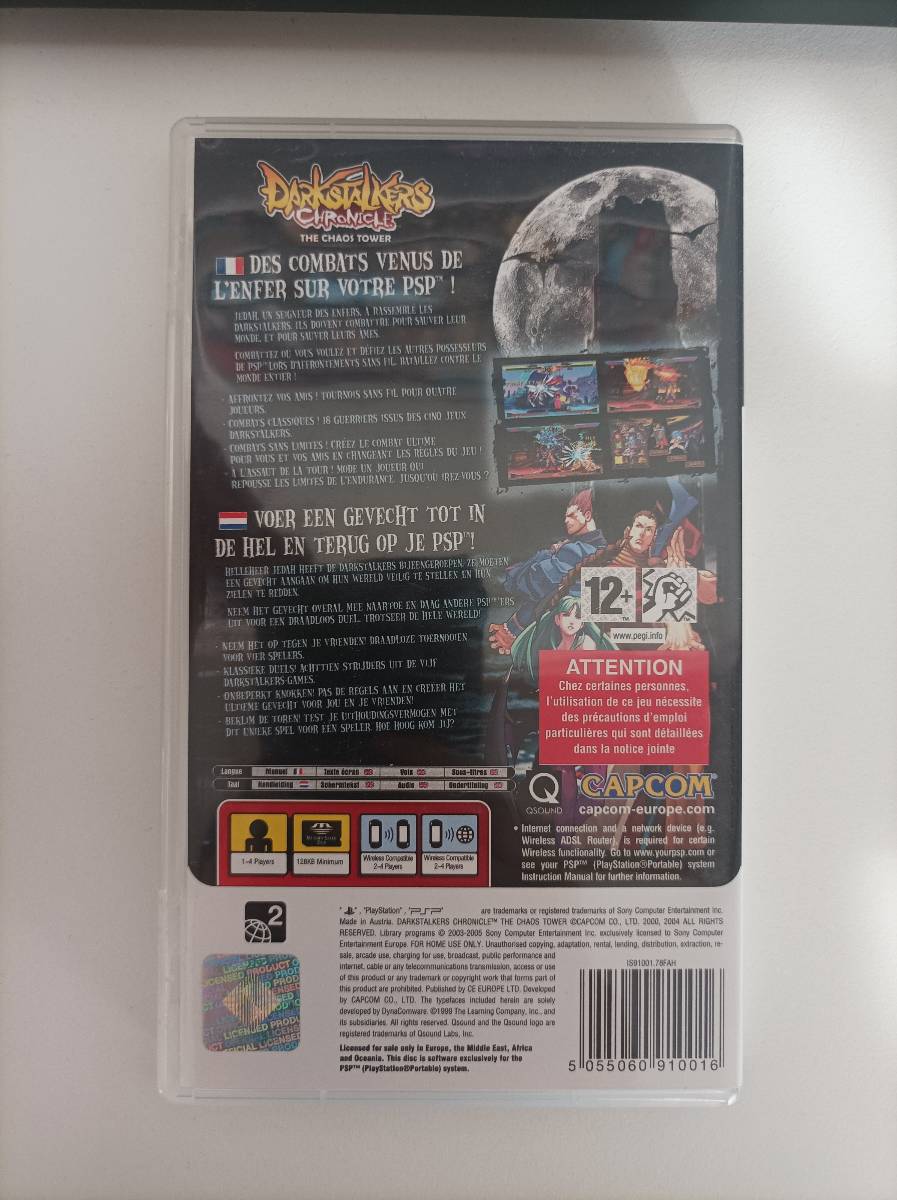 DARKSTALKERS
CHRONICLE
THE CHAOS TOWER
DES COMBATS VENUS DE
L'ENFER SUR VOTRE PSP™ !
JEDAH, UN SEIGNEUR DES ENFERS, A RASSEMBLÉ LES
DARKSTALKERS. ILS DOIVENT COMBATTRE POUR SAUVER LEUR
MONDE, ET POUR SAUVER LEURS AMES.
COMBATTEZ OÙ VOUS VOULEZ ET DÉFIEZ LES AUTRES POSSESSEURS
DE PSP™ LORS D'AFFRONTEMENTS SANS FIL. BATAILLEZ CONTRE LE
MONDE ENTIER !
- AFFRONTEZ VOS AMIS ! TOURNOIS SANS FIL POUR QUATRE
JOUEURS.
- COMBATS CLASSIQUES ! 18 GUERRIERS ISSUS DES CINQ JEUX
DARKSTALKERS.
- COMBATS SANS LIMITES ! CRÉEZ LE COMBAT ULTIME
POUR VOUS ET VOS AMIS EN CHANGEANT LES RÈGLES DU JEU !
- À L'ASSAUT DE LA TOUR ! MODE UN JOUEUR QUI
REPOUSSE LES LIMITES DE L'ENDURANCE. JUSQU'OÙ IREZ-VOUS ?
VOER EEN GEVECHT TOT IN
DE HEL EN TERUG OP JE PSP™!
HELLEHEER JEDAH HEEFT DE DARKSTALKERS BIJEENGEROEPEN. ZE MOETEN
EEN GEVECHT AANGAAN OM HUN WERELD VEILIG TE STELLEN EN HUN
ZIELEN TE REDDEN.
NEEM HET GEVECHT OVERAL MEE NAARTOE EN DAAG ANDERE PSP™'ERS
UIT VOOR EEN DRAADLOOS DUEL. TROTSEER DE HELE WERELD!
- NEEM HET OP TEGEN JE VRIENDEN! DRAADLOZE TOERNOOIEN
VOOR VIER SPELERS.
- KLASSIEKE DUELS! ACHTTIEN STRIJDERS UIT DE VIJF
DARKSTALKERS-GAMES.
- ONBEPERKT KNOKKEN! PAS DE REGELS AAN EN CREËER HET
ULTIEME GEVECHT VOOR JOU EN JE VRIENDEN!
- BEKLIM DE TOREN! TEST JE UITHOUDINGSVERMOGEN MET
DIT UNIEKE SPEL VOOR EEN SPELER. HOE HOOG KOM JIJ?
12+
www.pegi.info
ATTENTION
Chez certaines personnes,
l'utilisation de ce jeu nécessite
des précautions d'emploi
particulières qui sont détaillées
dans la notice jointe
Langue Manuel Texte écran Voix Sous-titres
Taal Handleiding Schermtekst Audio Ondertiteling
QSOUND
CAPCOM
capcom-europe.com
• Internet connection and a network device (e.g.
Wireless ADSL Router), is required for certain
Wireless functionality. Go to www.yourpsp.com or
see your PSP™ (PlayStation®Portable) system
Instruction Manual for further information.
1-4 Players
128KB Minimum
Wireless Compatible
2-4 Players
Wireless Compatible
2-4 Players
2
" ", "PlayStation", "PSP" are trademarks or registered trademarks of Sony Computer Entertainment Inc.
Made in Austria. DARKSTALKERS CHRONICLE™ THE CHAOS TOWER ©CAPCOM CO., LTD. 2000, 2004 ALL RIGHTS
RESERVED. Library programs © 2003-2005 Sony Computer Entertainment Inc. exclusively licensed to Sony Computer
Entertainment Europe. FOR HOME USE ONLY. Unauthorised copying, adaptation, rental, lending, distribution, extraction, re-
sale, arcade use, charging for use, broadcast, public performance and
internet, cable or any telecommunications transmission, access or use
of this product or any trademark or copyright work that forms part of
this product are prohibited. Published by CE EUROPE LTD. Developed
by CAPCOM CO., LTD. The typefaces included herein are solely
developed by DynaComware. ©1999 The Learning Company, Inc., and
its subsidiaries. All rights reserved. Qsound and the Qsound logo are
registered trademarks of Qsound Labs, Inc.
Licensed for sale only in Europe, the Middle East, Africa
and Oceania. This disc is software exclusively for the
PSP™ (PlayStation®Portable) system.
IS91001.78FAH
5 055060 910016